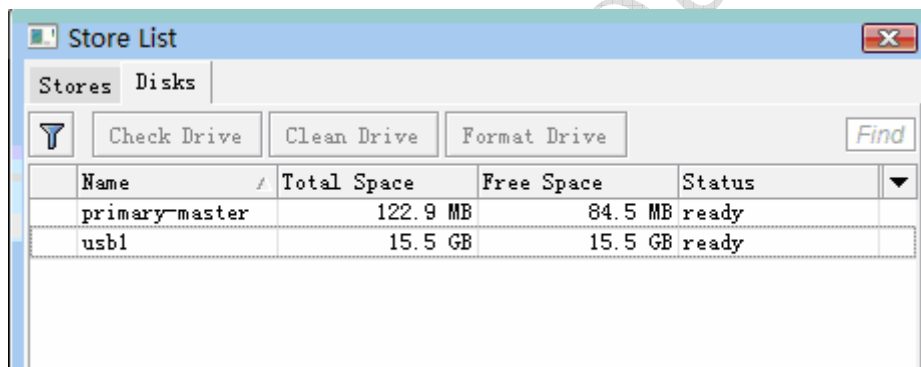 Store List
Stores Disks
Check Drive Clean Drive Format Drive Find
Name Total Space Free Space Status
primary-master 122.9 MB 84.5 MB ready
usb1 15.5 GB 15.5 GB ready